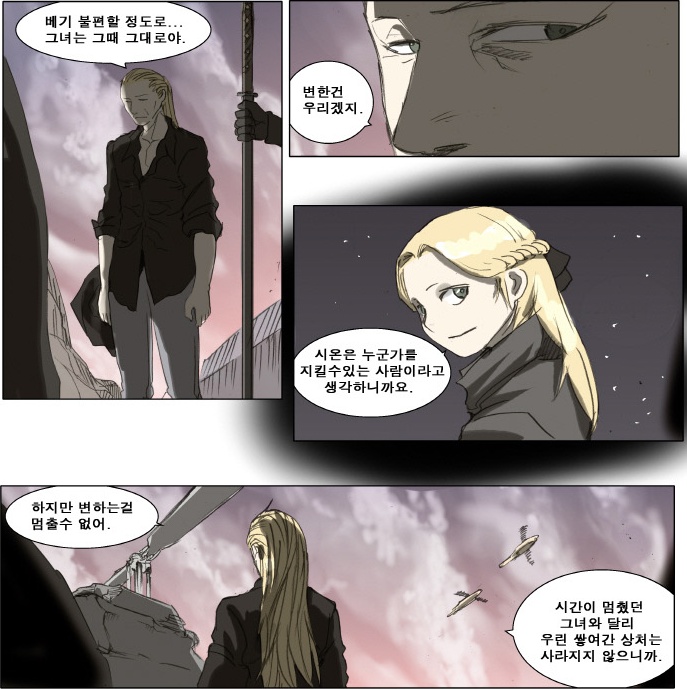 베기 불편할 정도로...
그녀는 그때 그대로야.
변한건
우리겠지.
시온은 누군가를
지킬수있는 사람이라고
생각하니까요.
하지만 변하는걸
멈출수 없어.
시간이 멈췄던
그녀와 달리
우린 쌓여간 상처는
사라지지 않으니까.